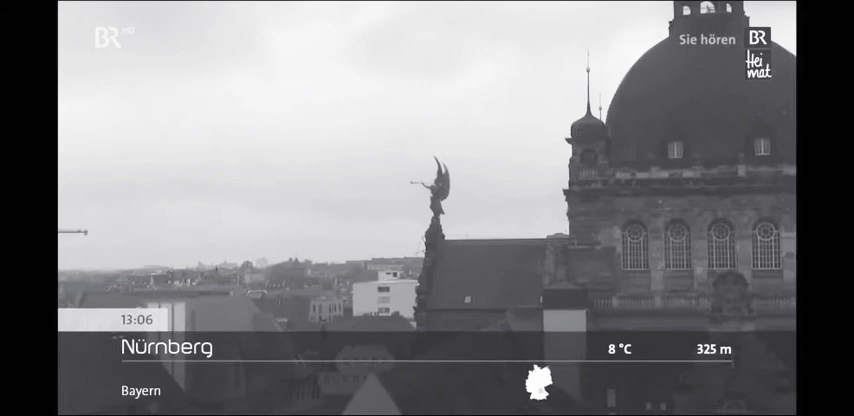 BR HD
Sie hören BR
Hei
mat
13:06
Nürnberg 8 °C 325 m
Bayern